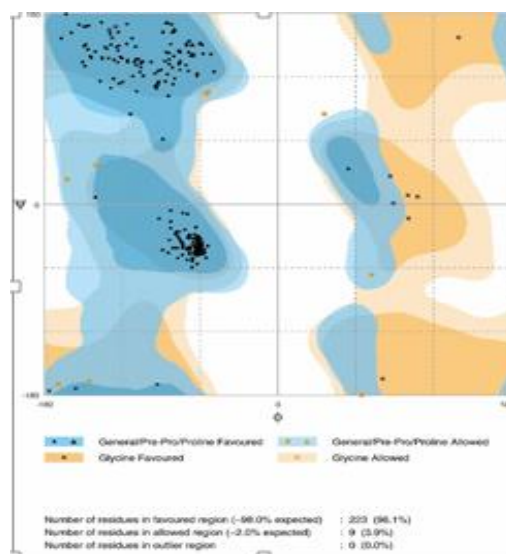 180
Ψ 0
-180
-180 0
Φ
General/Pre-Pro/Proline Favoured General/Pre-Pro/Proline Allowed
Glycine Favoured Glycine Allowed
Number of residues in favoured region (~98.0% expected) : 223 (96.1%)
Number of residues in allowed region (~2.0% expected) : 9 (3.9%)
Number of residues in outlier region : 0 (0.0%)